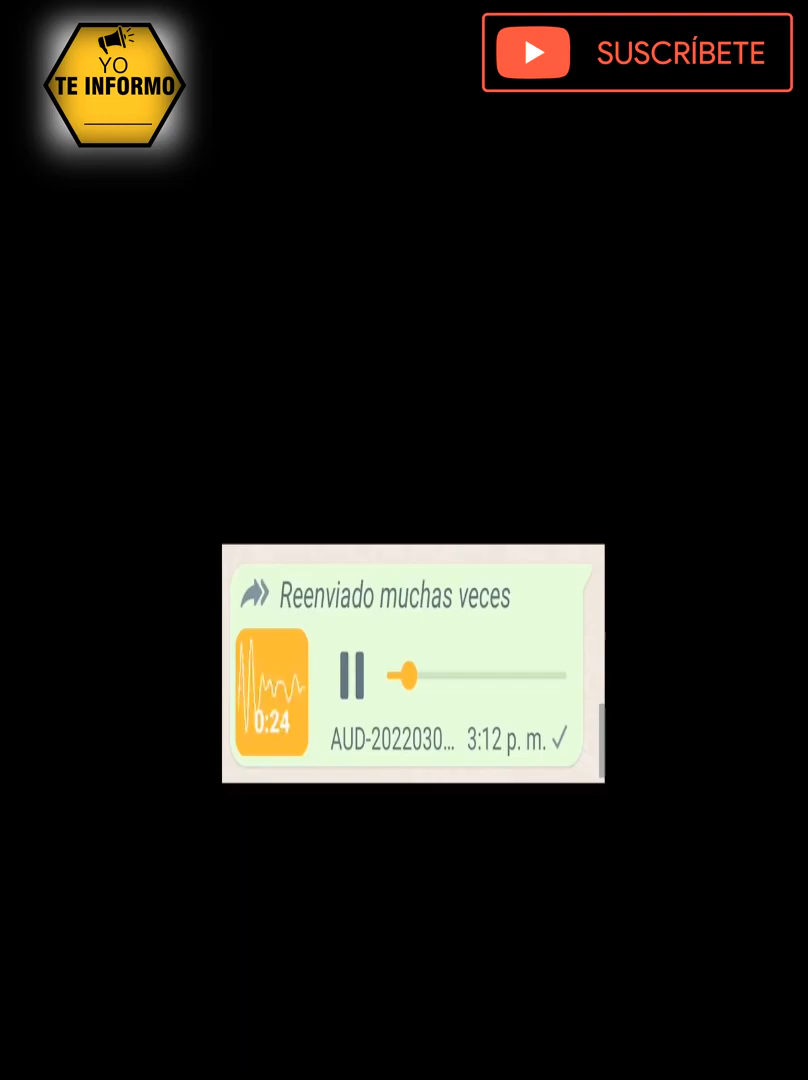 YO
TE INFORMO
SUSCRÍBETE
Reenviado muchas veces
0:24
AUD-2022030... 3:12 p. m.